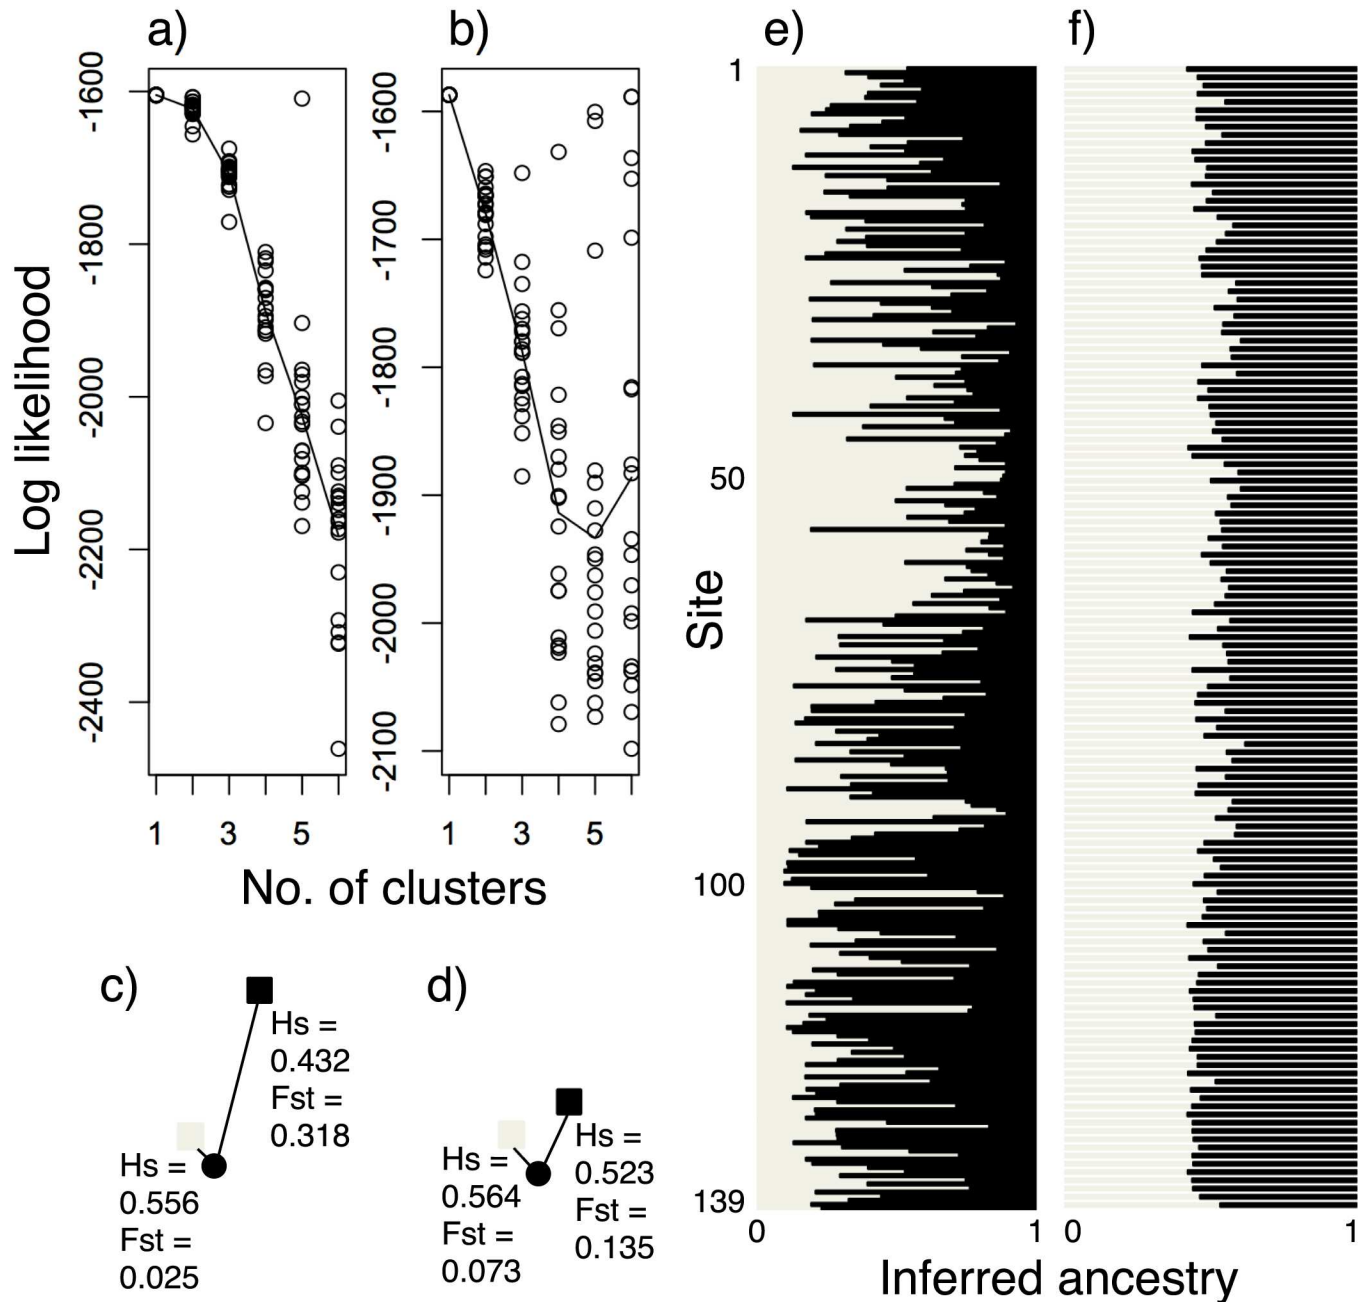 a)
b)
e)
f)
Log likelihood
-1600
-1800
-2000
-2200
-2400
1 3 5
-1600
-1700
-1800
-1900
-2000
-2100
1 3 5
No. of clusters
c)
Hs =
0.432
Fst =
0.318
Hs =
0.556
Fst =
0.025
d)
Hs =
0.523
Fst =
0.135
Hs =
0.564
Fst =
0.073
Site
1
50
100
139
0 1
0 1
Inferred ancestry